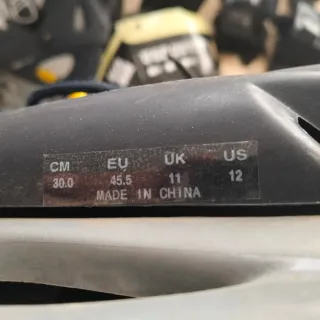 CM EU UK US
30.0 45.5 11 12
MADE IN CHINA